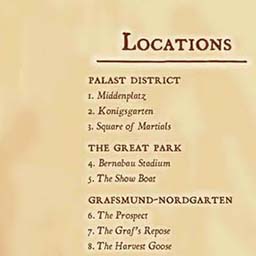 LOCATIONS
PALAST DISTRICT
1. Middenplatz
2. Konigsgarten
3. Square of Martials
THE GREAT PARK
4. Bernabau Stadium
5. The Show Boat
GRAFSMUND-NORDGARTEN
6. The Prospect
7. The Graf's Repose
8. The Harvest Goose